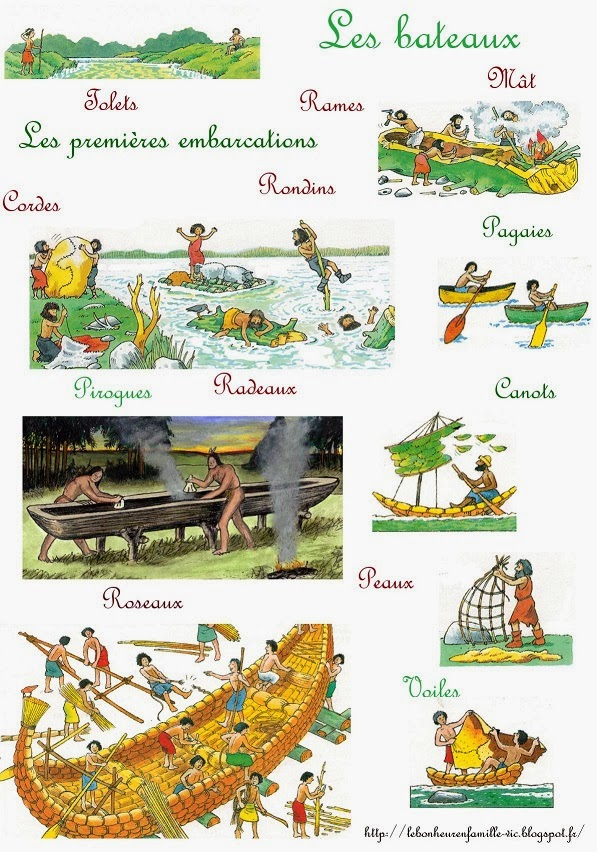 Les bateaux
Mât
Tolets
Rames
Les premières embarcations
Rondins
Cordes
Pagaies
Pirogues
Radeaux
Canots
Peaux
Roseaux
Voiles
http://lebonheurenfamille-vic.blogspot.fr/